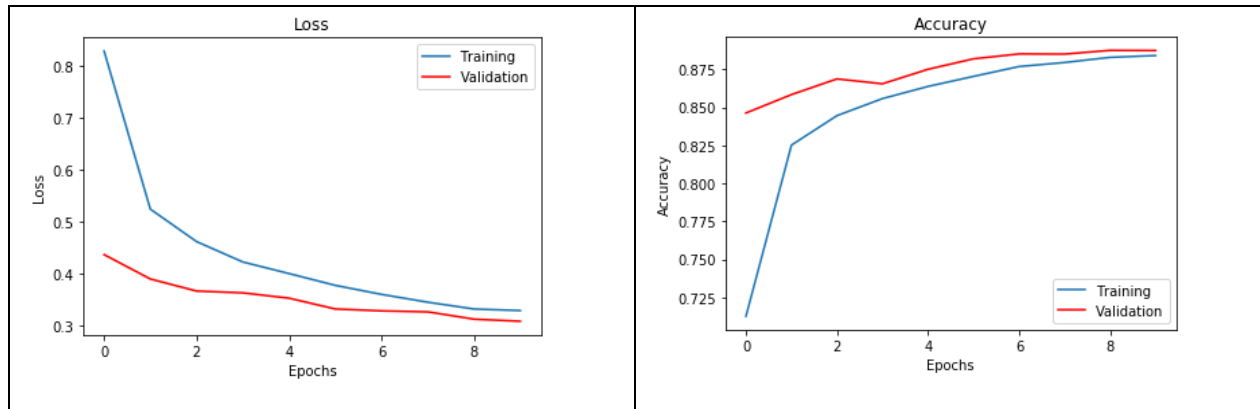 Loss
Training
Validation
0.8
0.7
0.6
0.5
0.4
0.3
Loss
0 2 4 6 8
Epochs
Accuracy
0.875
0.850
0.825
0.800
0.775
0.750
0.725
Accuracy
Training
Validation
0 2 4 6 8
Epochs